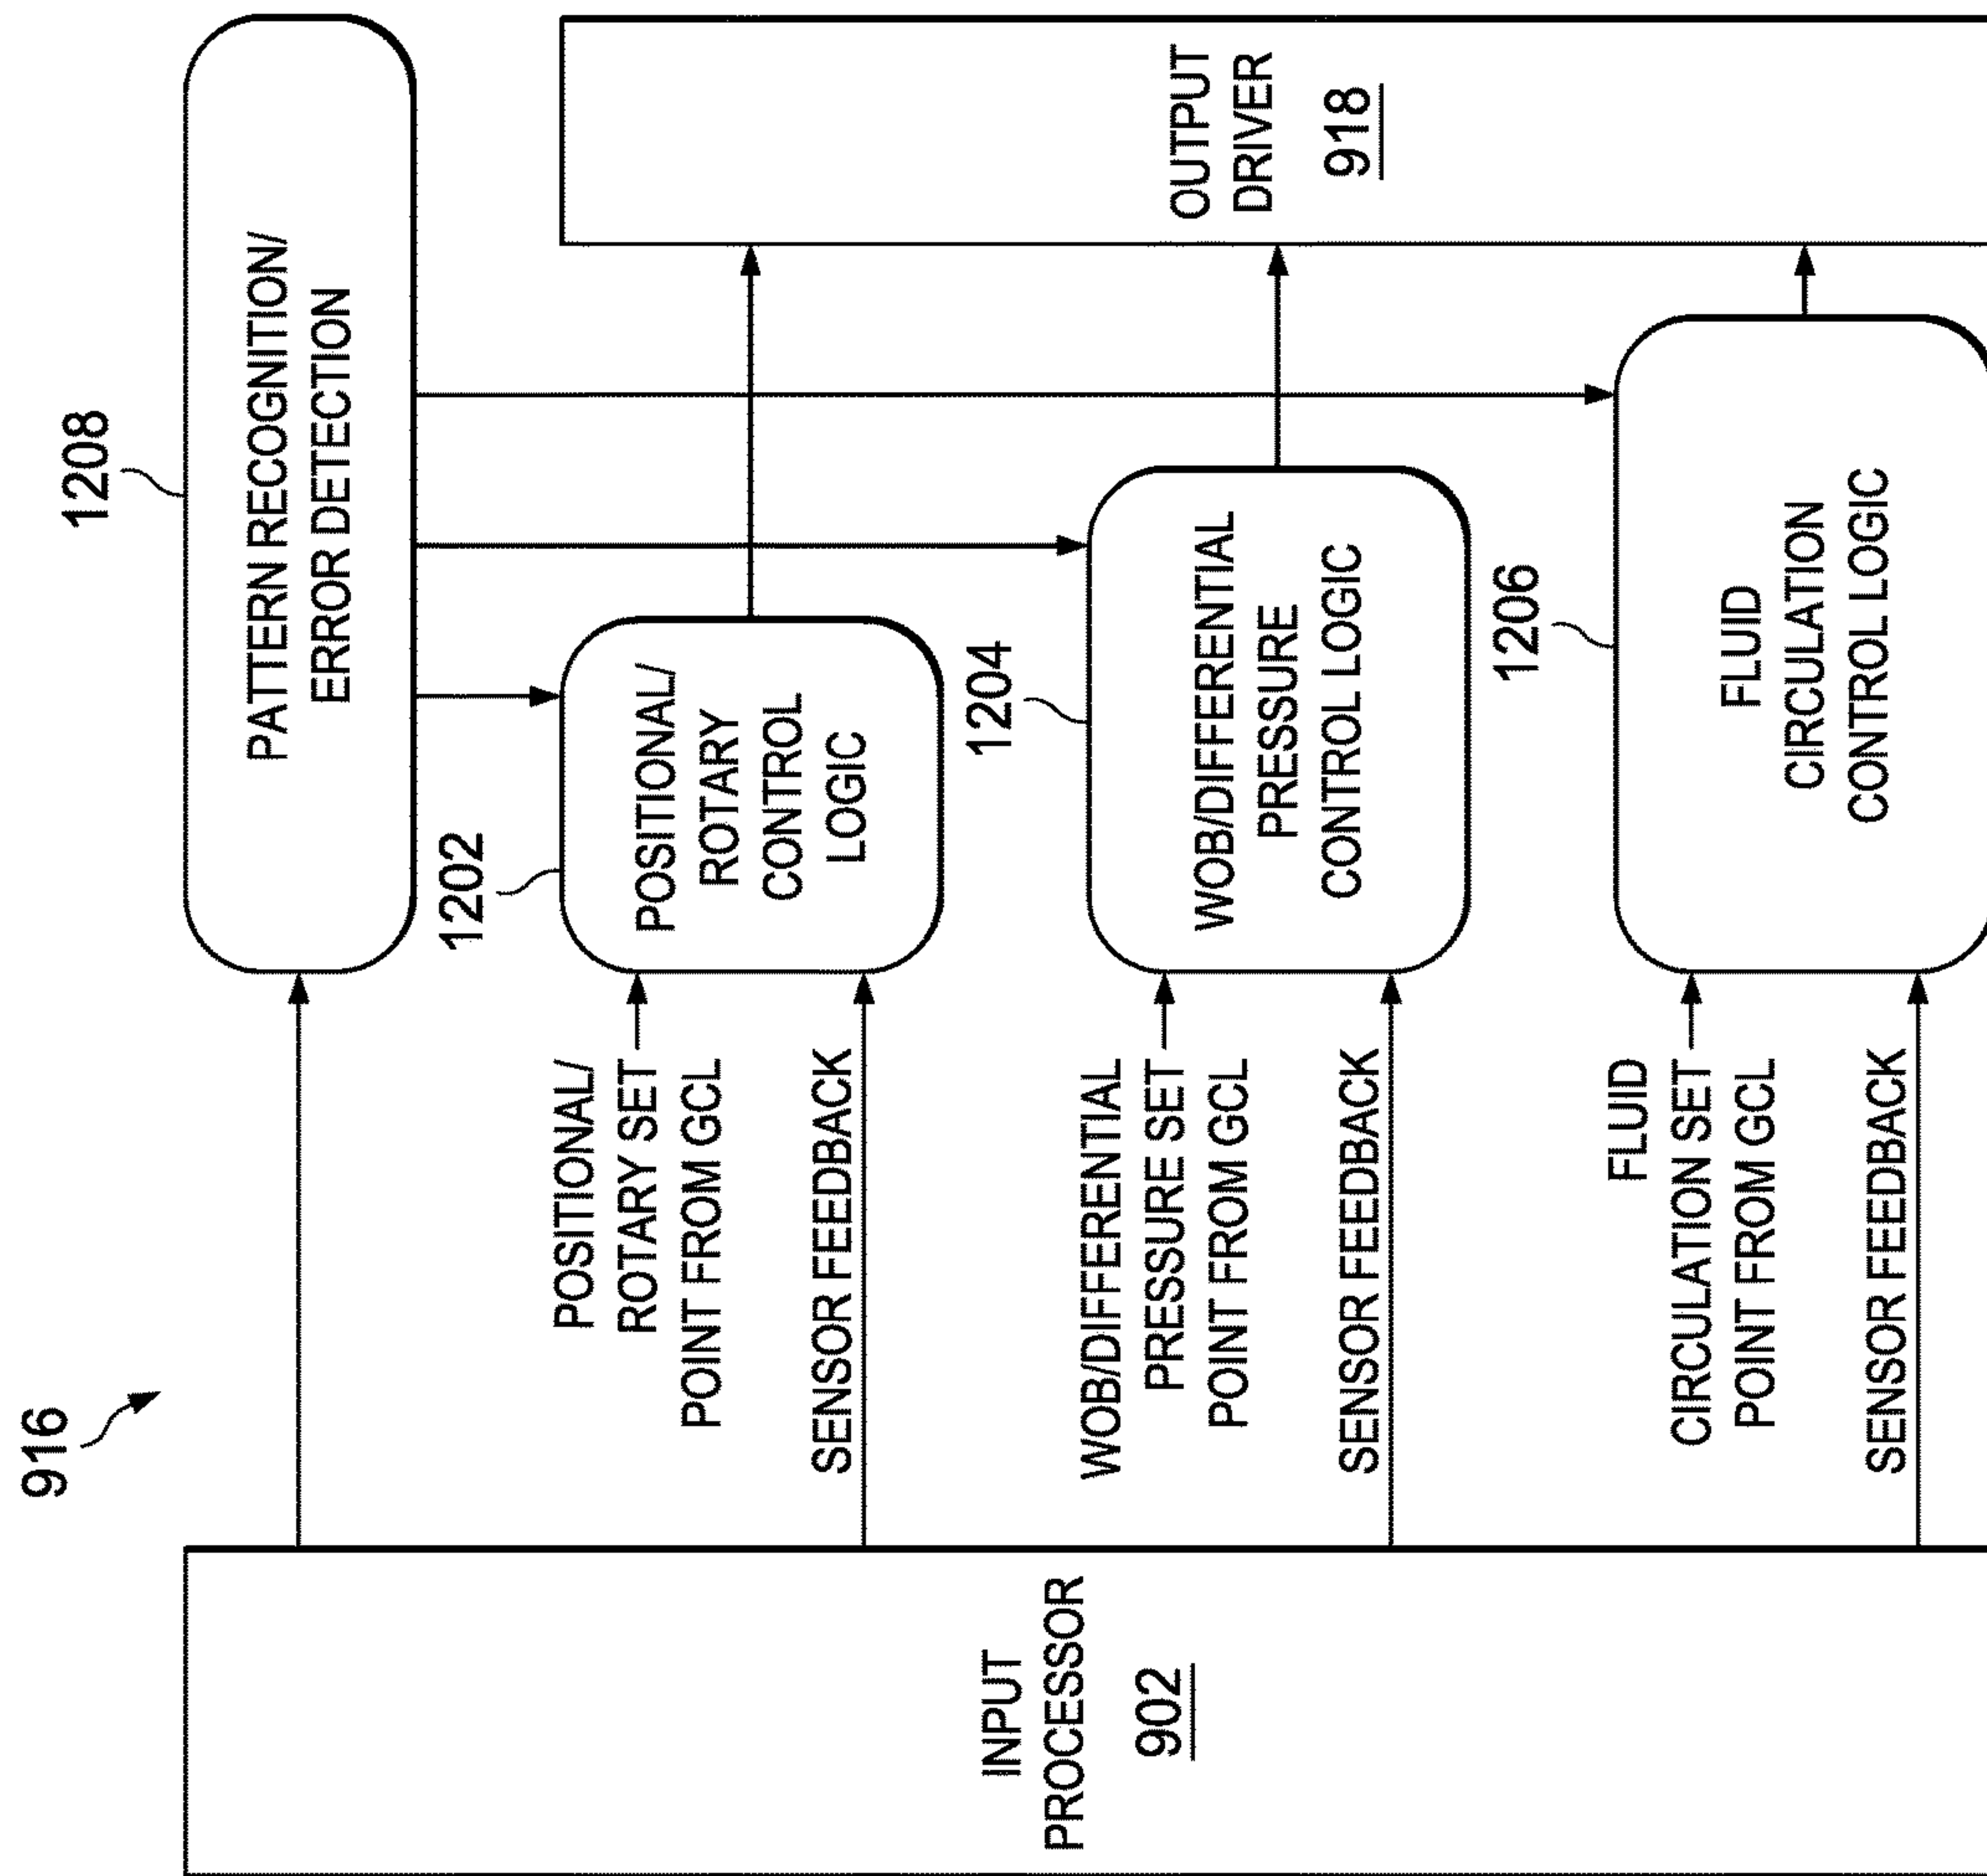 916
INPUT
PROCESSOR
902
1208
PATTERN RECOGNITION/
ERROR DETECTION
POSITIONAL/
ROTARY SET
POINT FROM GCL
SENSOR FEEDBACK
1202
POSITIONAL/
ROTARY
CONTROL
LOGIC
WOB/DIFFERENTIAL
PRESSURE SET
POINT FROM GCL
SENSOR FEEDBACK
1204
WOB/DIFFERENTIAL
PRESSURE
CONTROL LOGIC
FLUID
CIRCULATION SET
POINT FROM GCL
SENSOR FEEDBACK
1206
FLUID
CIRCULATION
CONTROL LOGIC
OUTPUT
DRIVER
918